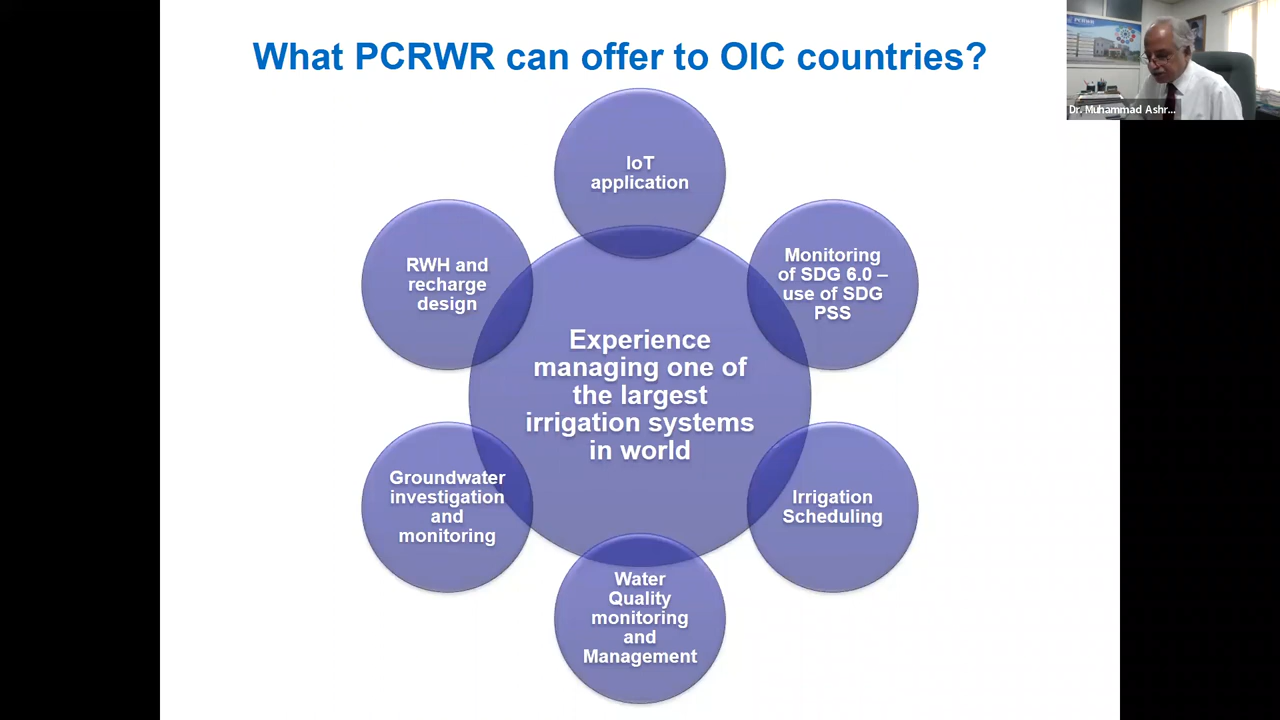 What PCRWR can offer to OIC countries?
PCRWR
Dr. Muhammad Ashr...
IoT
application
Monitoring
of SDG 6.0 –
use of SDG
PSS
RWH and
recharge
design
Experience
managing one of
the largest
irrigation systems
in world
Groundwater
investigation
and
monitoring
Irrigation
Scheduling
Water
Quality
monitoring
and
Management